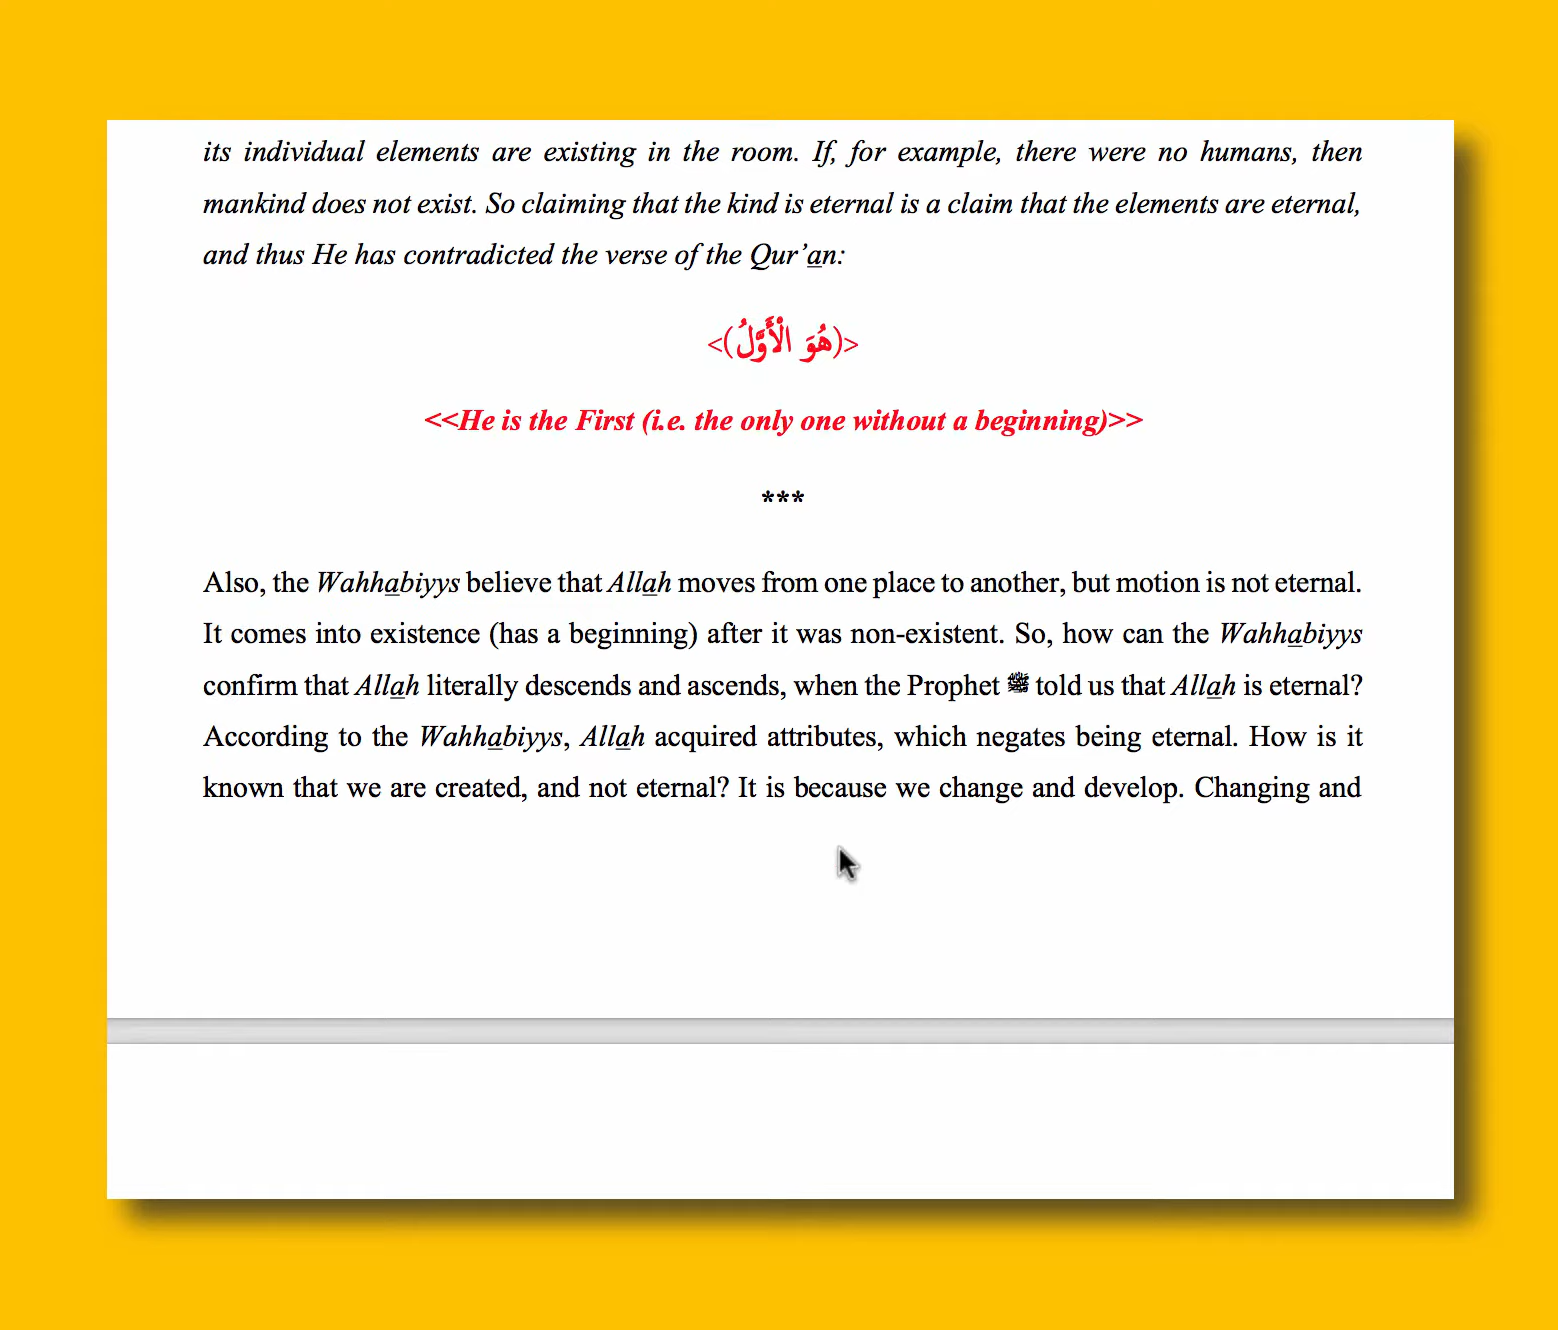 its individual elements are existing in the room. If, for example, there were no humans, then
mankind does not exist. So claiming that the kind is eternal is a claim that the elements are eternal,
and thus He has contradicted the verse of the Qur’an:
<(هُوَ الْأَوَّلُ)>
<<He is the First (i.e. the only one without a beginning)>>
***
Also, the Wahhabiyys believe that Allah moves from one place to another, but motion is not eternal.
It comes into existence (has a beginning) after it was non-existent. So, how can the Wahhabiyys
confirm that Allah literally descends and ascends, when the Prophet ﷺ told us that Allah is eternal?
According to the Wahhabiyys, Allah acquired attributes, which negates being eternal. How is it
known that we are created, and not eternal? It is because we change and develop. Changing and